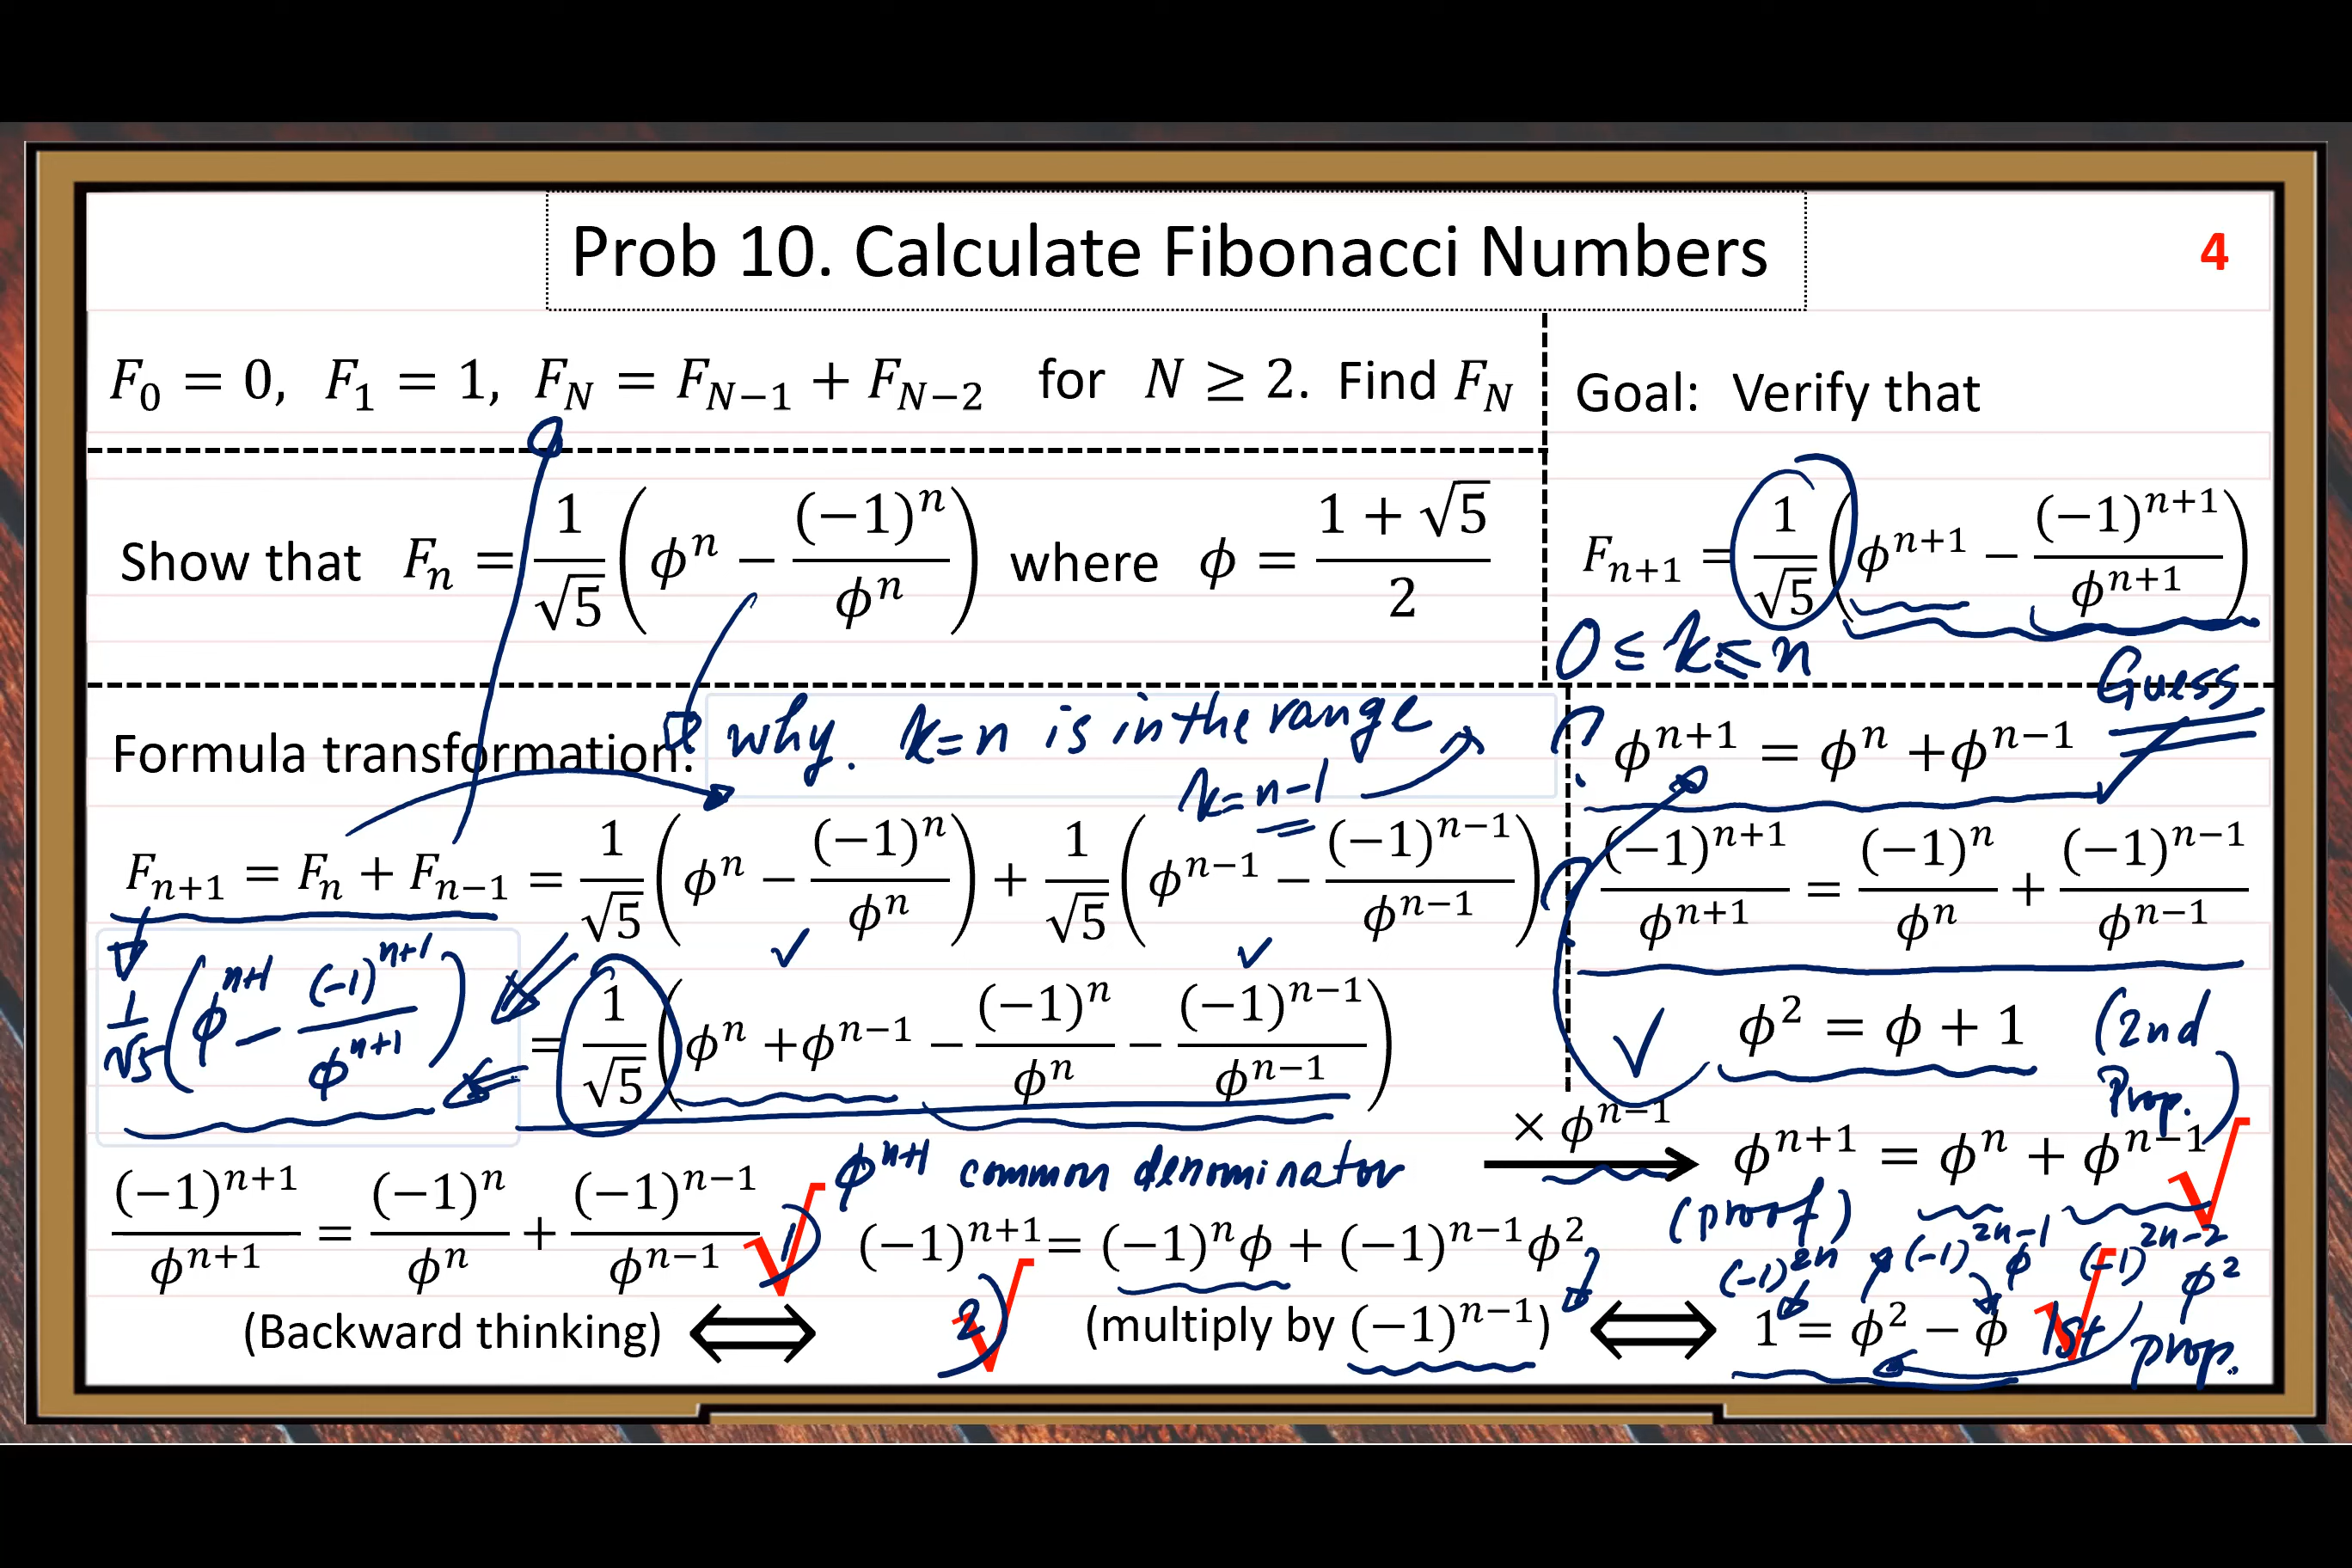 Prob 10. Calculate Fibonacci Numbers
4
F₀ = 0, F₁ = 1, F_N = F_{N−1} + F_{N−2} for N ≥ 2. Find F_N
Goal: Verify that
Show that F_n = 1/√5 (ϕ^n − (−1)^n/ϕ^n) where ϕ = (1 + √5)/2
F_{n+1} = 1/√5 (ϕ^{n+1} − (−1)^{n+1}/ϕ^{n+1})
0 ≤ k ≤ n
Guess
Formula transformation:
why. k=n is in the range
k=n−1
? ϕ^{n+1} = ϕ^n + ϕ^{n−1}
F_{n+1} = F_n + F_{n−1} = 1/√5 (ϕ^n − (−1)^n/ϕ^n) + 1/√5 (ϕ^{n−1} − (−1)^{n−1}/ϕ^{n−1})
(−1)^{n+1}/ϕ^{n+1} = (−1)^n/ϕ^n + (−1)^{n−1}/ϕ^{n−1}
1/√5 (ϕ^{n+1} − (−1)^{n+1}/ϕ^{n+1})
= 1/√5 (ϕ^n + ϕ^{n−1} − (−1)^n/ϕ^n − (−1)^{n−1}/ϕ^{n−1})
ϕ² = ϕ + 1 (2nd Prop.)
× ϕ^{n−1}
ϕ^{n+1} = ϕ^n + ϕ^{n−1}
ϕ^{n+1} common denominator
(−1)^{n+1}/ϕ^{n+1} = (−1)^n/ϕ^n + (−1)^{n−1}/ϕ^{n−1} 1)
(−1)^{n+1} = (−1)^n ϕ + (−1)^{n−1} ϕ²
(proof)
(−1)^{2n} (−1)^{2n−1} ϕ (−1)^{2n−2} ϕ²
(Backward thinking) ⟺ 2) (multiply by (−1)^{n−1}) ⟺ 1 = ϕ² − ϕ 1st prop.